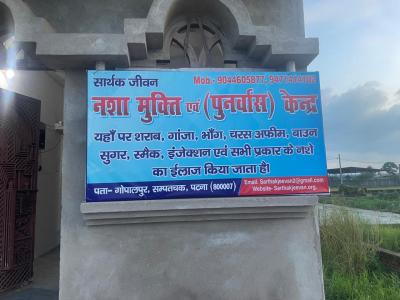 सार्थक जीवन Mob.- 9044605877,
नशा मुक्ति एवं (पुनर्वास) केन्द्र
यहाँ पर शराब, गांजा, भाँग, चरस अफीम, बाउन
सुगर, स्मैक, इंजेक्शन एवं सभी प्रकार के नशे
का ईलाज किया जाता है।
पता- गोपालपुर, सम्पतचक, पटना (800007)
Email: Sarthakjeevan2@gmail.com
Website- Sarthakjeevan.org.